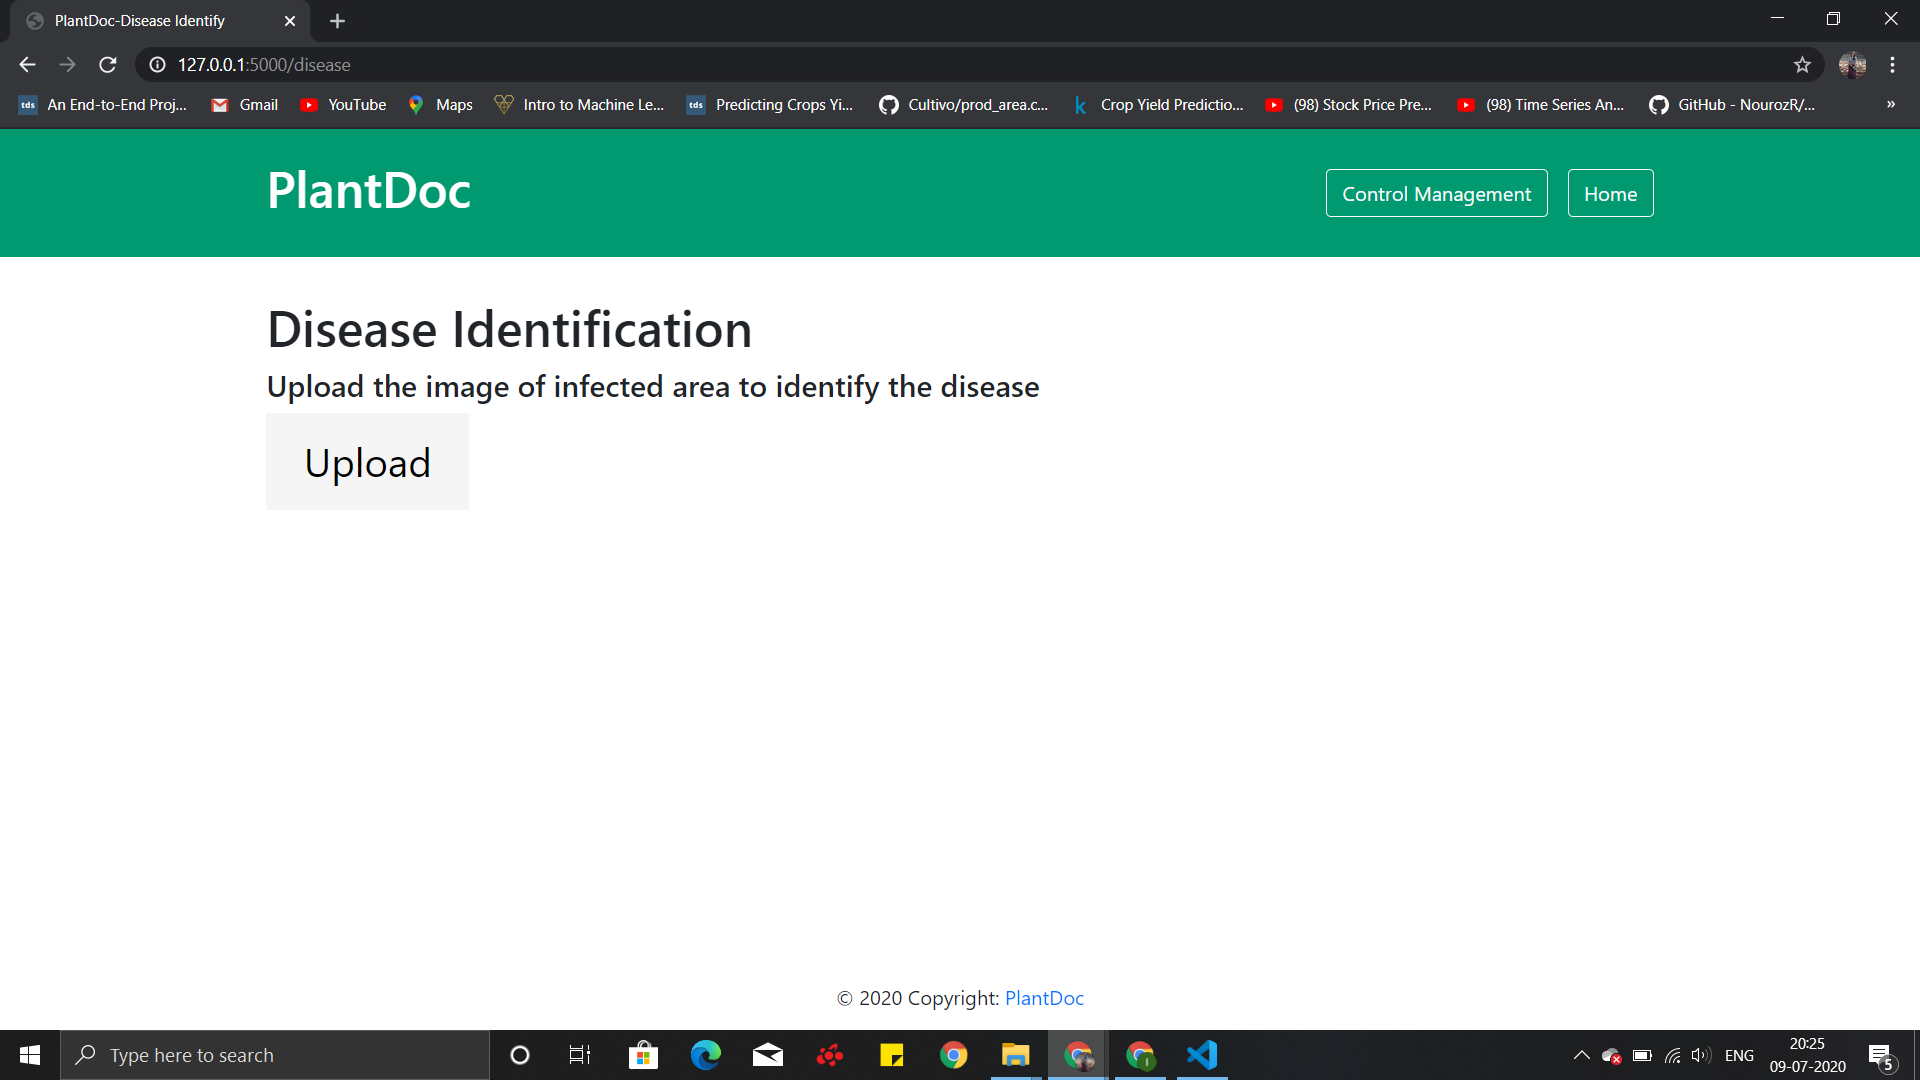 PlantDoc-Disease Identify
127.0.0.1:5000/disease
tds An End-to-End Proj... Gmail YouTube Maps Intro to Machine Le... tds Predicting Crops Yi... Cultivo/prod_area.c... k Crop Yield Predictio... (98) Stock Price Pre... (98) Time Series An... GitHub - NourozR/... »
PlantDoc
Control Management Home
Disease Identification
Upload the image of infected area to identify the disease
Upload
© 2020 Copyright: PlantDoc
Type here to search
ENG
20:25
09-07-2020
5